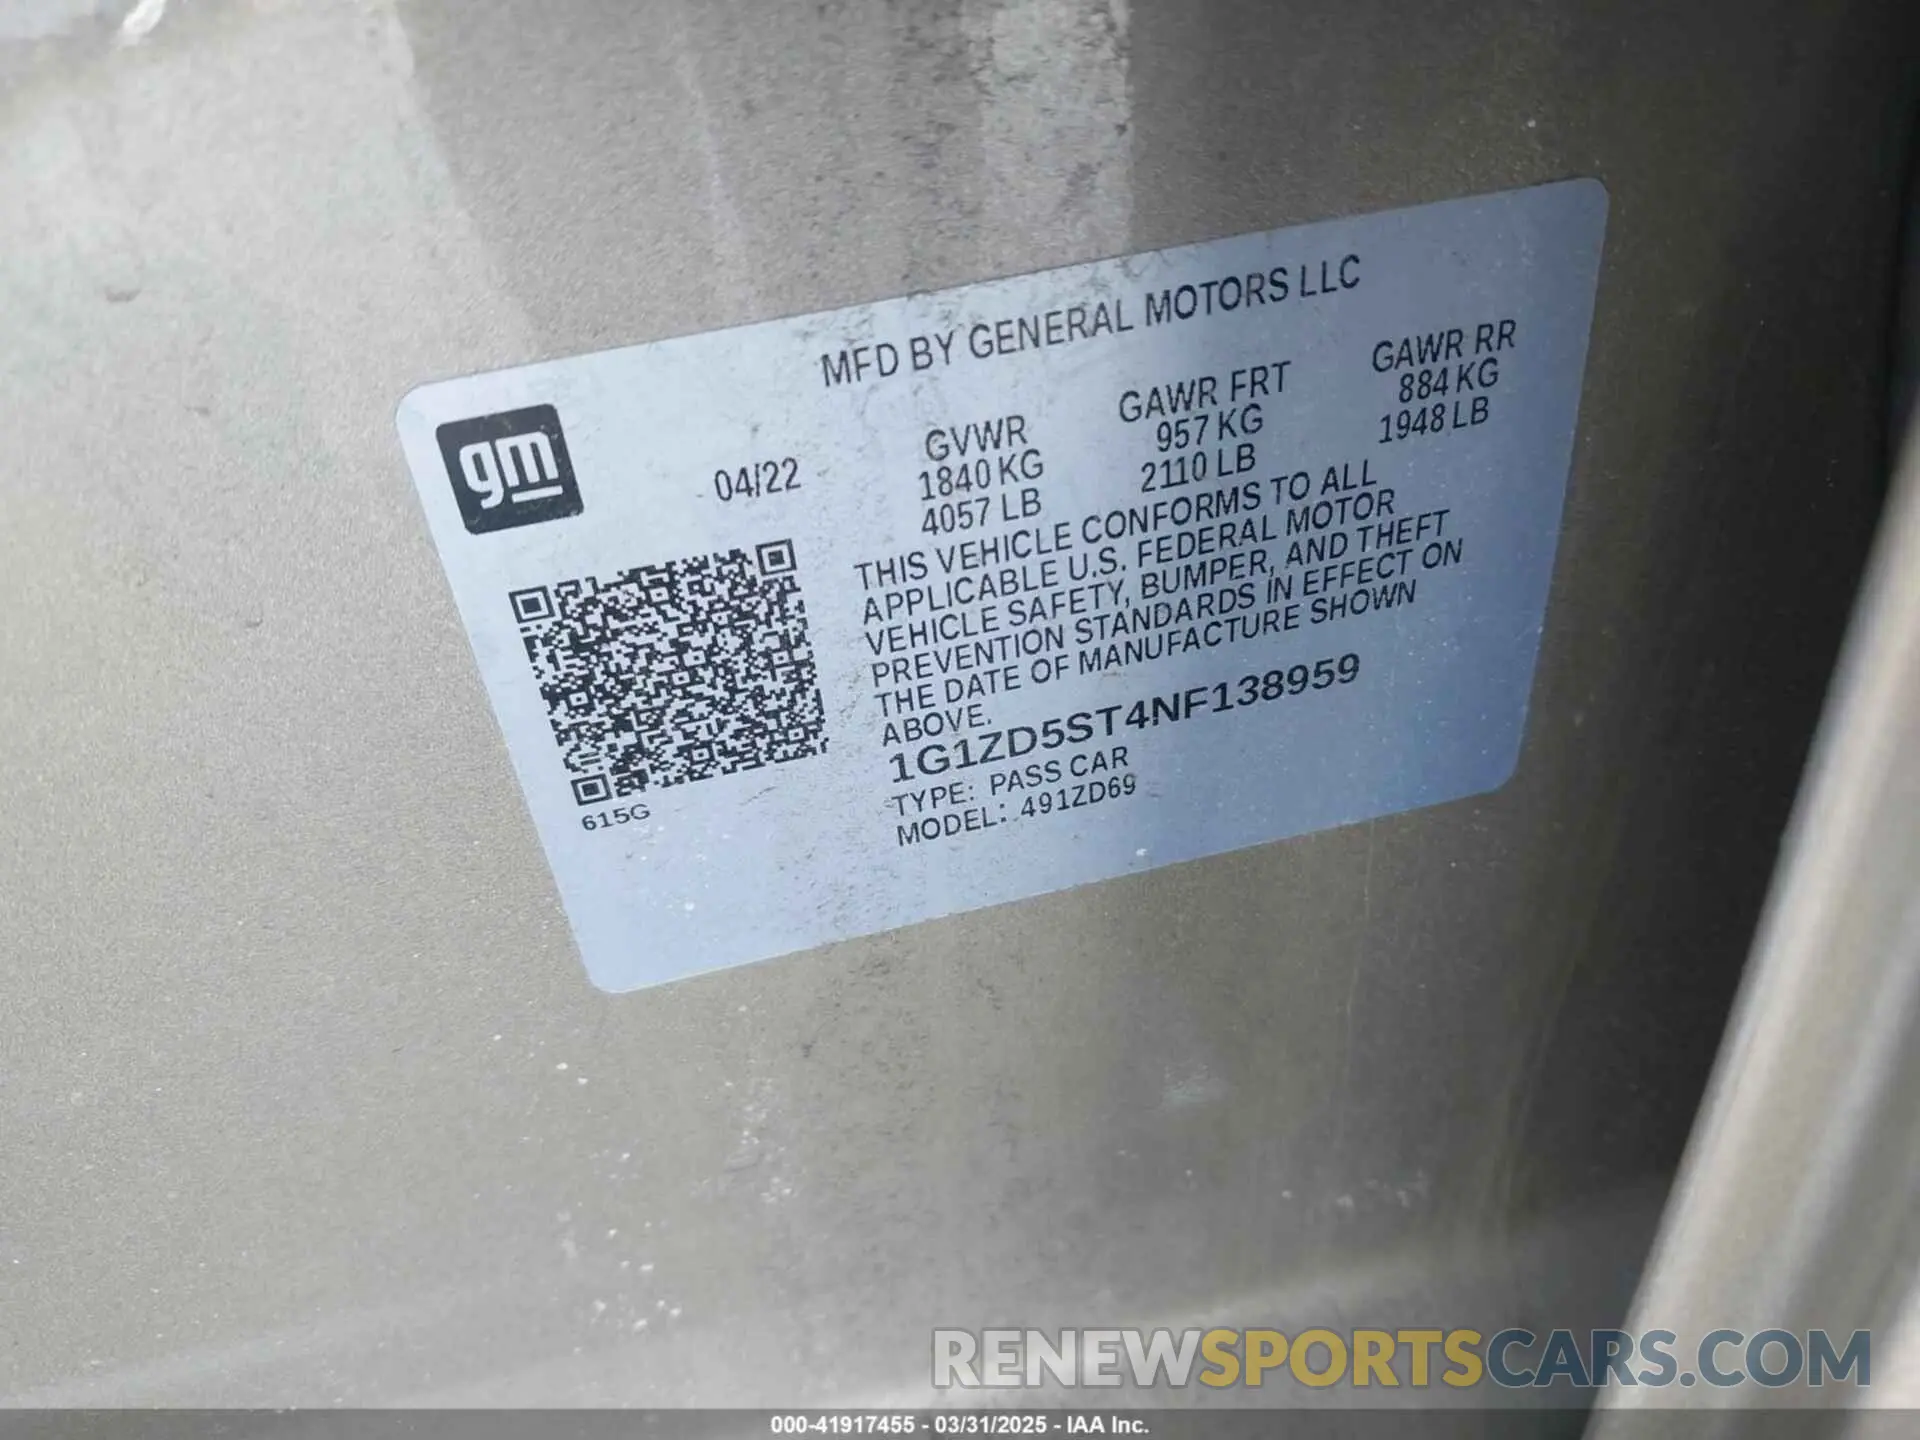 MFD BY GENERAL MOTORS LLC
gm
04/22
GVWR
1840 KG
4057 LB
GAWR FRT
957 KG
2110 LB
GAWR RR
884 KG
1948 LB
THIS VEHICLE CONFORMS TO ALL
APPLICABLE U.S. FEDERAL MOTOR
VEHICLE SAFETY, BUMPER, AND THEFT
PREVENTION STANDARDS IN EFFECT ON
THE DATE OF MANUFACTURE SHOWN
ABOVE.
1G1ZD5ST4NF138959
TYPE: PASS CAR
MODEL: 491ZD69
615G
RENEWSPORTSCARS.COM
000-41917455 - 03/31/2025 - IAA Inc.